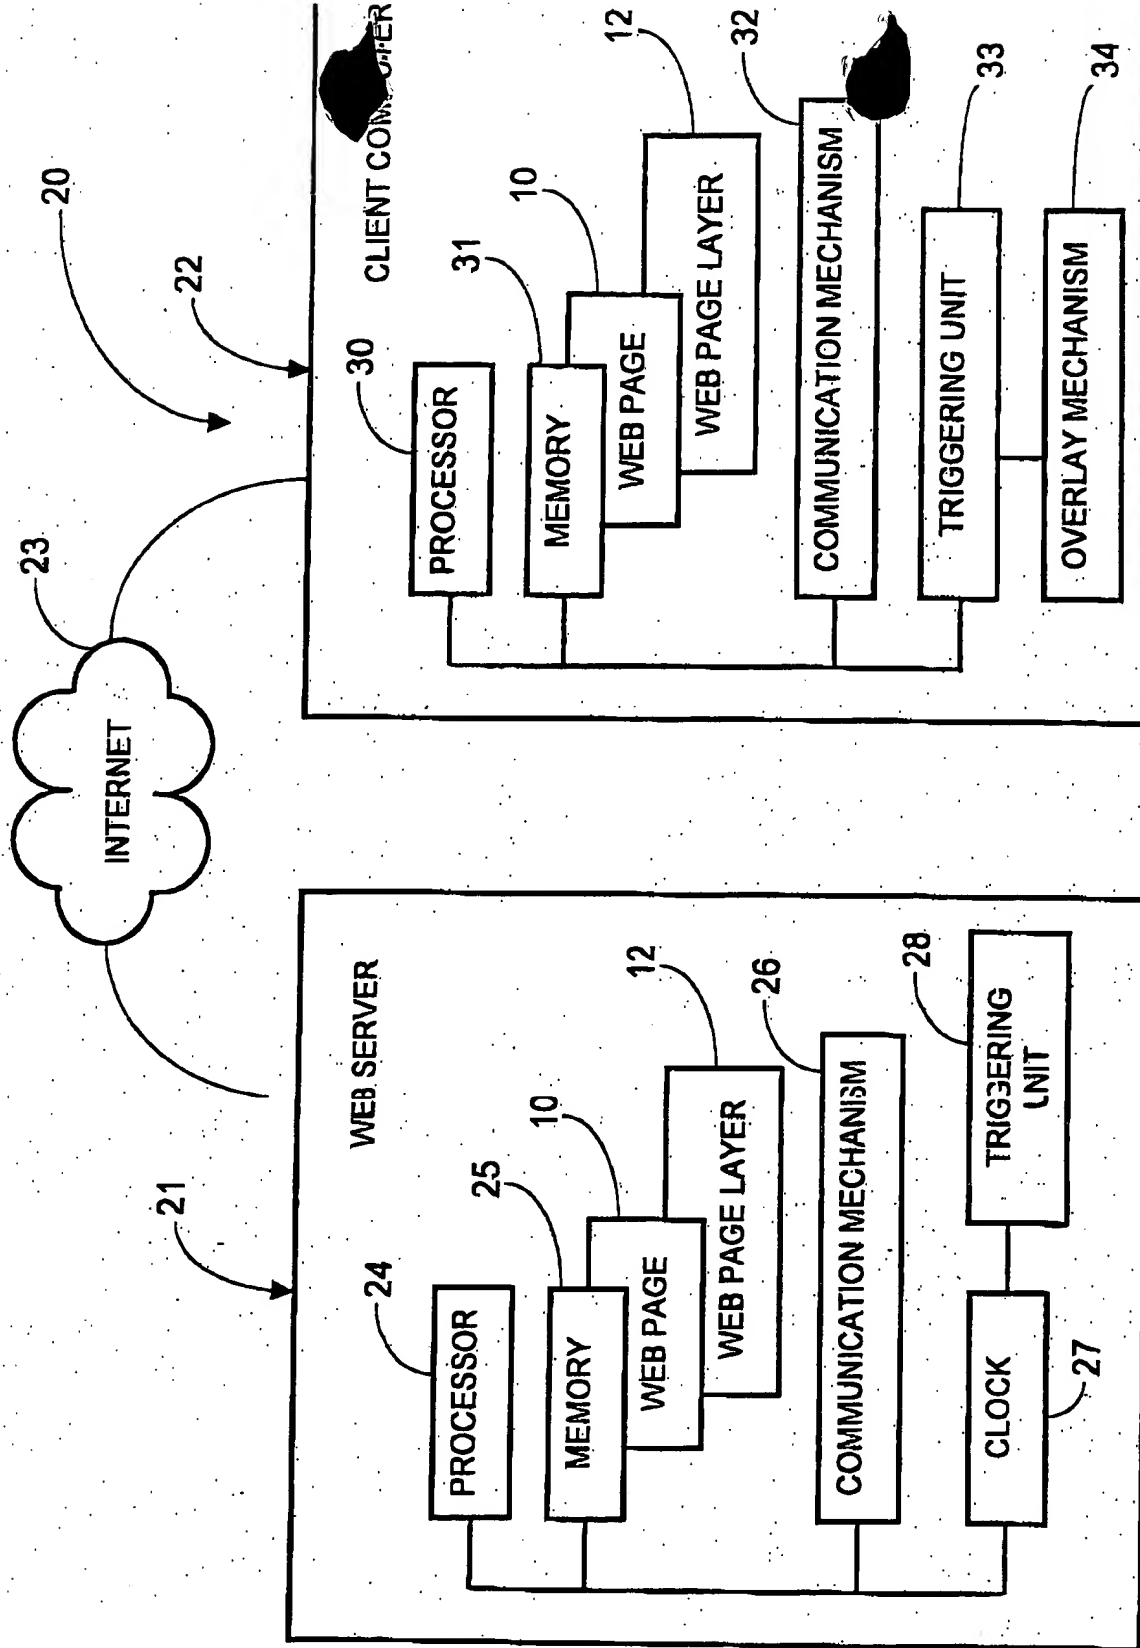 20
23
INTERNET
21
WEB SERVER
24
PROCESSOR
25
MEMORY
10
WEB PAGE
12
WEB PAGE LAYER
26
COMMUNICATION MECHANISM
27
CLOCK
28
TRIGGERING
UNIT
22
CLIENT
30
PROCESSOR
31
MEMORY
10
WEB PAGE
12
WEB PAGE LAYER
32
COMMUNICATION MECHANISM
33
TRIGGERING UNIT
34
OVERLAY MECHANISM